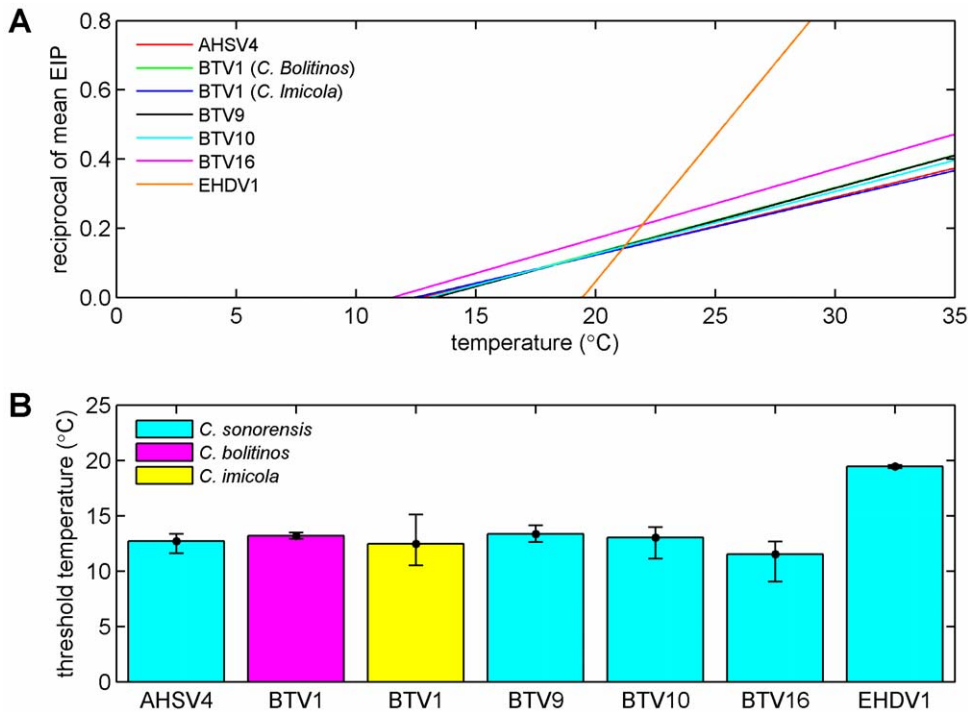 A
reciprocal of mean EIP
0.8
0.6
0.4
0.2
0.0
AHSV4
BTV1 (C. Bolitinos)
BTV1 (C. Imicola)
BTV9
BTV10
BTV16
EHDV1
0 5 10 15 20 25 30 35
temperature (°C)
B
threshold temperature (°C)
25
20
15
10
5
0
C. sonorensis
C. bolitinos
C. imicola
AHSV4 BTV1 BTV1 BTV9 BTV10 BTV16 EHDV1